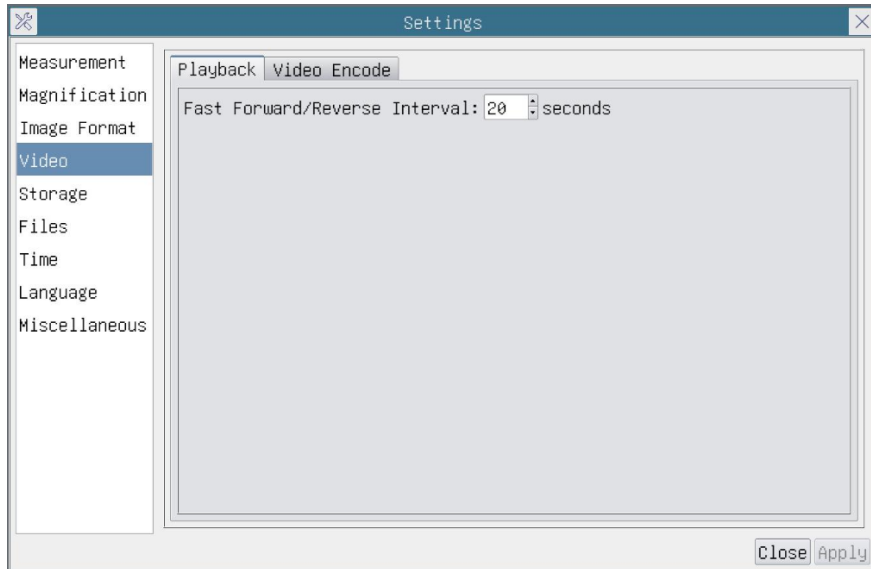 Settings
Measurement
Magnification
Image Format
Video
Storage
Files
Time
Language
Miscellaneous
Playback Video Encode
Fast Forward/Reverse Interval: 20 seconds
Close Apply